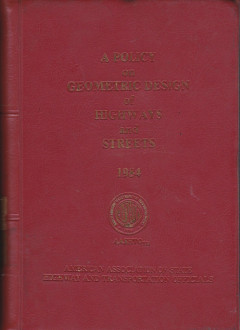 A POLICY
on
GEOMETRIC DESIGN
of
HIGHWAYS
and
STREETS
1984
AMERICAN ASSOCIATION OF STATE
HIGHWAY AND TRANSPORTATION OFFICIALS